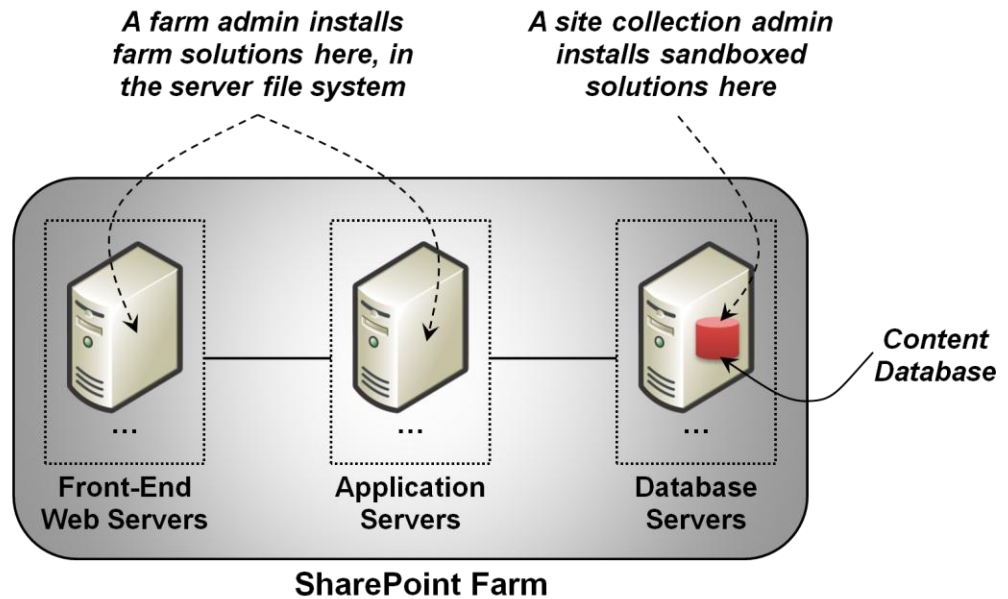 A farm admin installs
farm solutions here, in
the server file system
A site collection admin
installs sandboxed
solutions here
Content
Database
...
...
...
Front-End
Web Servers
Application
Servers
Database
Servers
SharePoint Farm